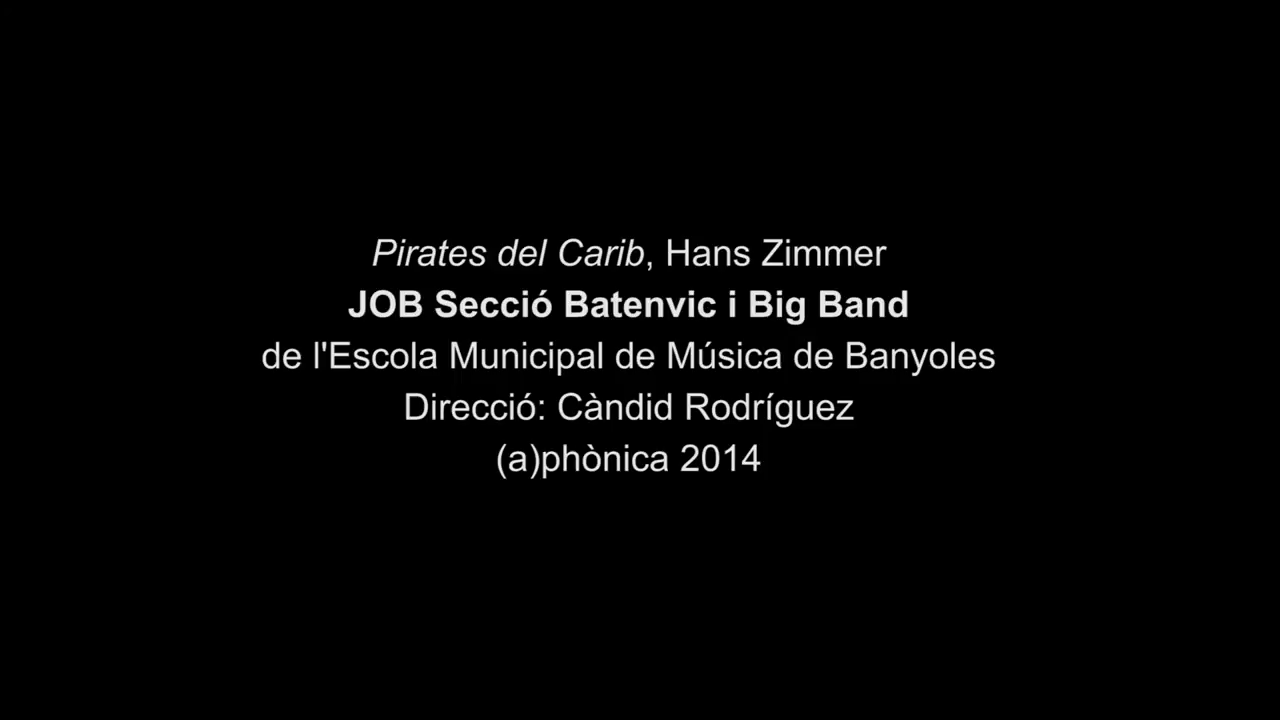 Pirates del Carib, Hans Zimmer
JOB Secció Batenvic i Big Band
de l'Escola Municipal de Música de Banyoles
Direcció: Càndid Rodríguez
(a)phònica 2014